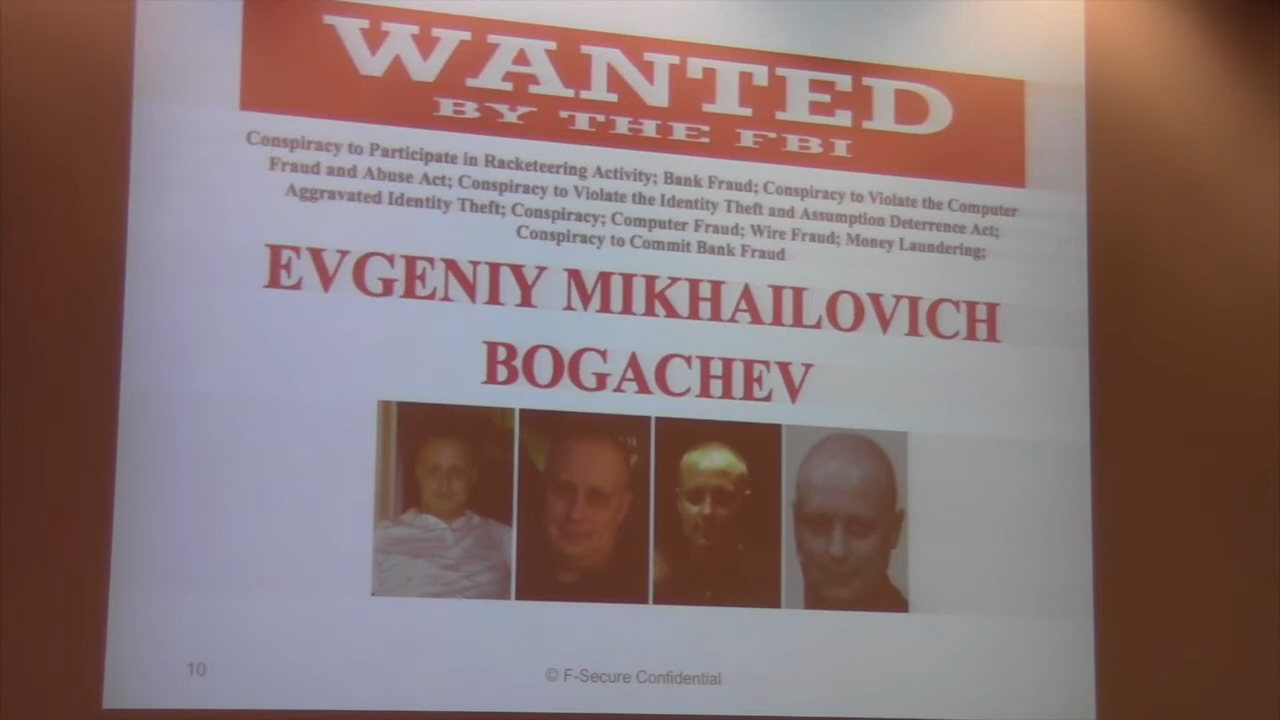 WANTED
BY THE FBI
Conspiracy to Participate in Racketeering Activity; Bank Fraud; Conspiracy to Violate the Computer
Fraud and Abuse Act; Conspiracy to Violate the Identity Theft and Assumption Deterrence Act;
Aggravated Identity Theft; Conspiracy; Computer Fraud; Wire Fraud; Money Laundering;
Conspiracy to Commit Bank Fraud
EVGENIY MIKHAILOVICH
BOGACHEV
10
© F-Secure Confidential